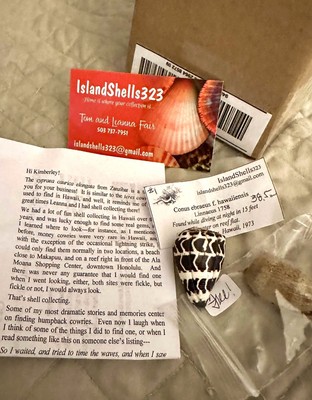 IslandShells323
Home is where your collection is...
Tom and Leanna Fair
503 737-7951
islandshells323@gmail.com
Hi Kimberley!
The cypraea caurica elongata from Zanzibar is a
you for your business! It is similar to the
used to find in Hawaii, and well, it reminds me
great times Leanna and I had shell collecting there!
We had a lot fun shell collecting in Hawaii over
years, and was lucky enough to find some real gems,
learned where to look—for instance, as I mentioned
before, money cowries were very rare in Hawaii, and
with the exception of the occasional lightning strike,
could only find them normally in two locations, a beach
close to Makapuu, and on a reef right in front of the Ala
Moana Shopping Center, downtown Honolulu. And
there was never any guarantee that I would find one
when I went looking, either, both sites were fickle, but
fickle or not, I would always look.
That's shell collecting.
Some of my most dramatic stories and memories center
on finding humpback cowries. Even now I laugh when
I think of some of things I did to find one, or when I
read something like this on someone else's listing—
So I waited, and tried to time the waves, and when I saw
IslandShells323
islandshells323@gmail.com
Conus ebraeus f. hawaiiensis 38,5mm
Linnaeus 1758
Found while diving at night in 15 feet
on reef flat.
Hawaii, 1973